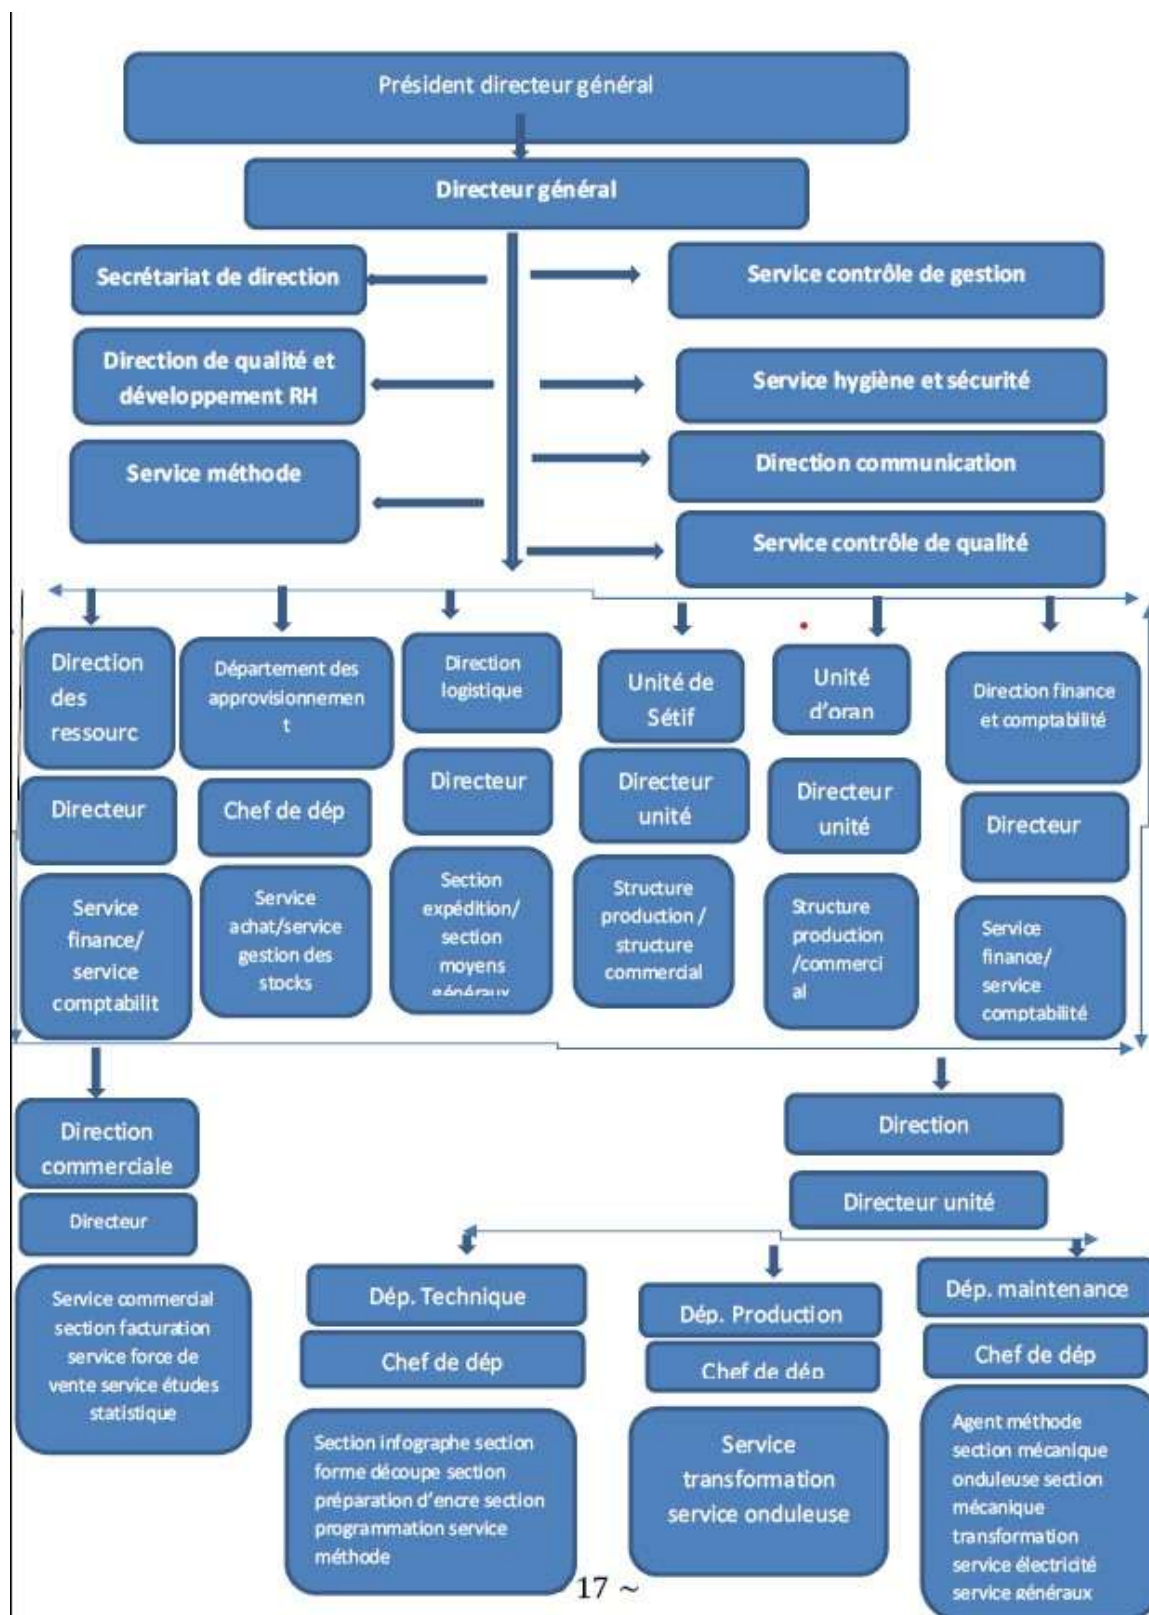 Président directeur général
Directeur général
Secrétariat de direction
Service contrôle de gestion
Direction de qualité et
développement RH
Service hygiène et sécurité
Service méthode
Direction communication
Service contrôle de qualité
Direction
des
ressourc
Directeur
Service
finance/
service
comptabilit
Département des
approvisionnemen
t
Chef de dép
Service
achat/service
gestion des
stocks
Direction
logistique
Directeur
Section
expédition/
section
moyens
généraux
Unité de
Sétif
Directeur
unité
Structure
production /
structure
commercial
Unité
d'oran
Directeur
unité
Structure
production
/commerci
al
Direction finance
et comptabilité
Directeur
Service
finance/
service
comptabilité
Direction
commerciale
Directeur
Service commercial
section facturation
service force de
vente service études
statistique
Direction
Directeur unité
Dép. Technique
Chef de dép
Section infographe section
forme découpe section
préparation d'encre section
programmation service
méthode
Dép. Production
Chef de dép
Service
transformation
service onduleuse
Dép. maintenance
Chef de dép
Agent méthode
section mécanique
onduleuse section
mécanique
transformation
service électricité
service généraux
17 ~